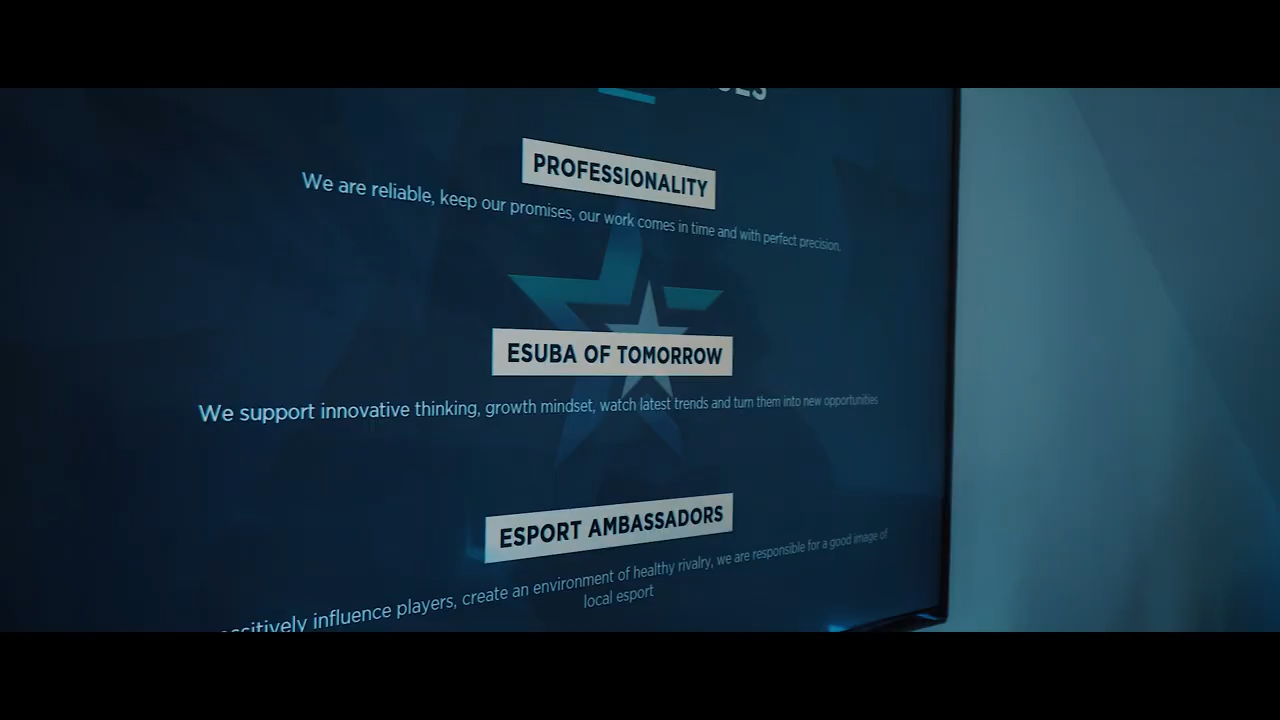 PROFESSIONALITY
We are reliable, keep our promises, our work comes in time and with perfect precision.
ESUBA OF TOMORROW
We support innovative thinking, growth mindset, watch latest trends and turn them into new opportunities
ESPORT AMBASSADORS
influence players, create an environment of healthy rivalry, we are responsible for a good image of
local esport